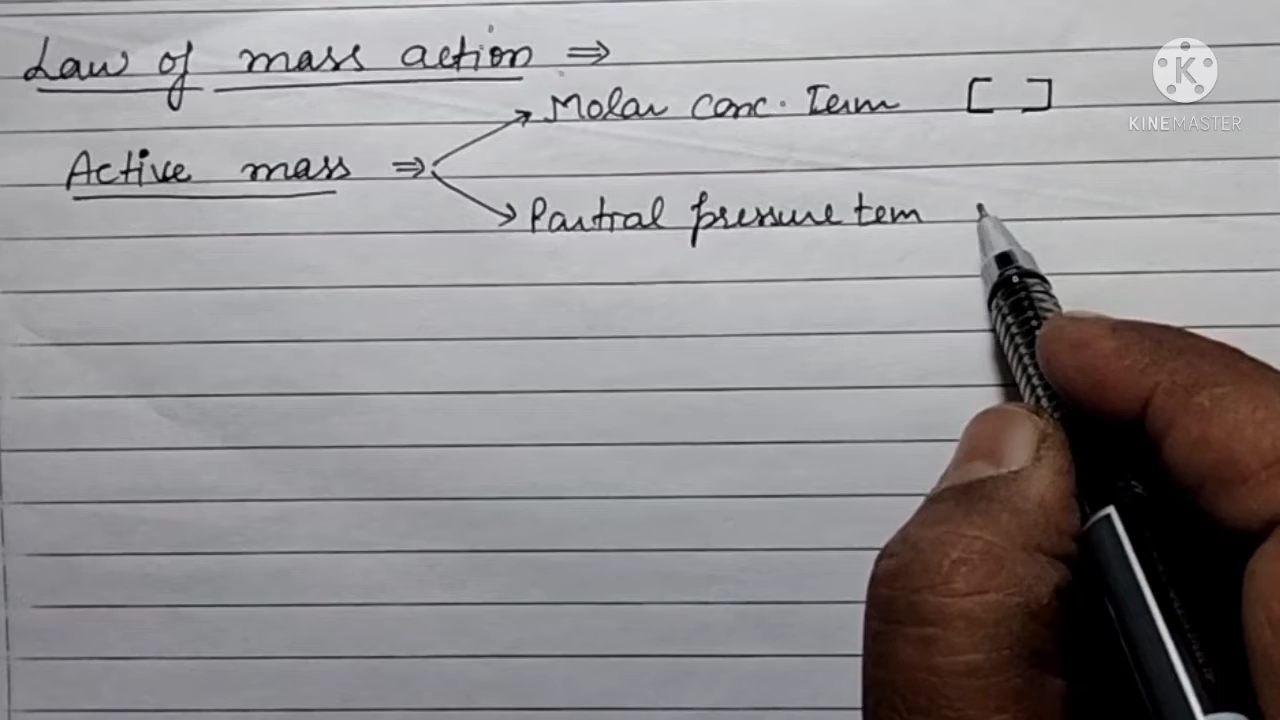 Law of mass action ⇒
Molar conc. Term [ ]
Active mass ⇒
Partial pressure tem
K
KINEMASTER